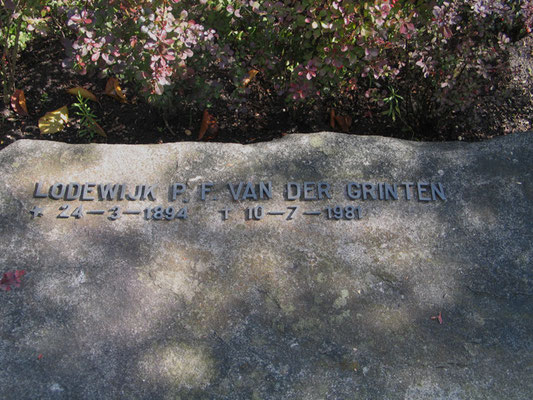 LODEWIJK P. F. VAN DER GRINTEN
* 24-3-1894 † 10-7-1981